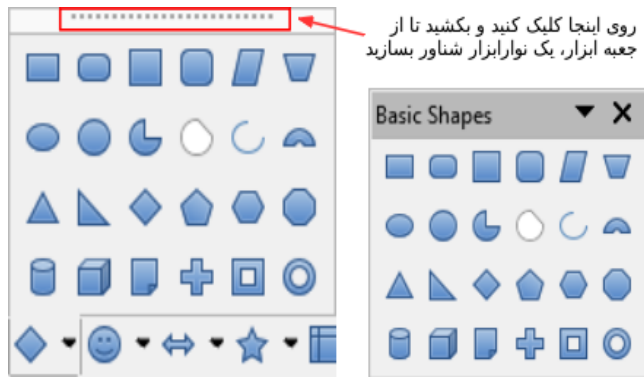 روی اینجا کلیک کنید و بکشید تا از
جعبه ابزار، یک نوارابزار شناور بسازید
Basic Shapes